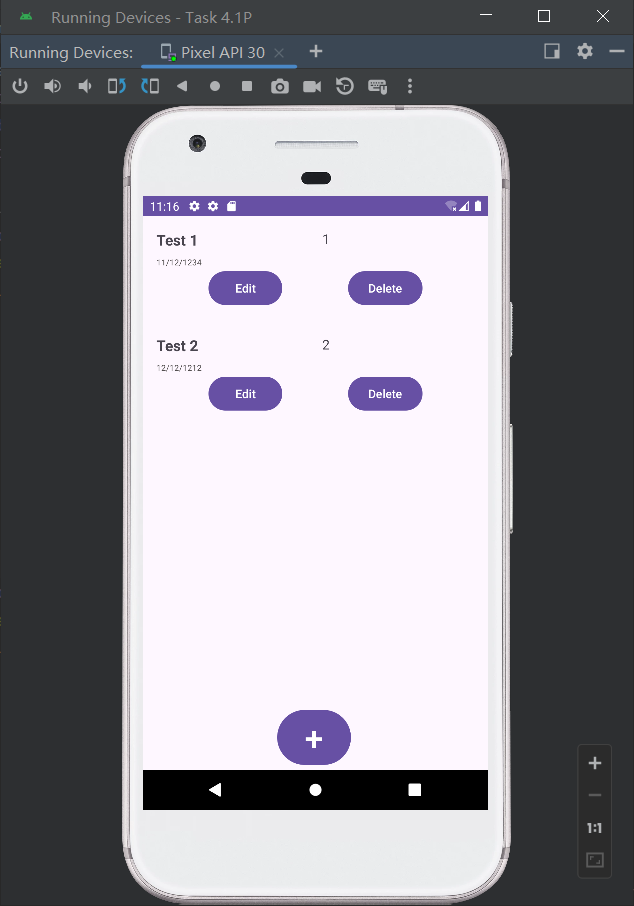 Running Devices - Task 4.1P
Running Devices: Pixel API 30
11:16
Test 1 1
11/12/1234
Edit Delete
Test 2 2
12/12/1212
Edit Delete
+
1:1